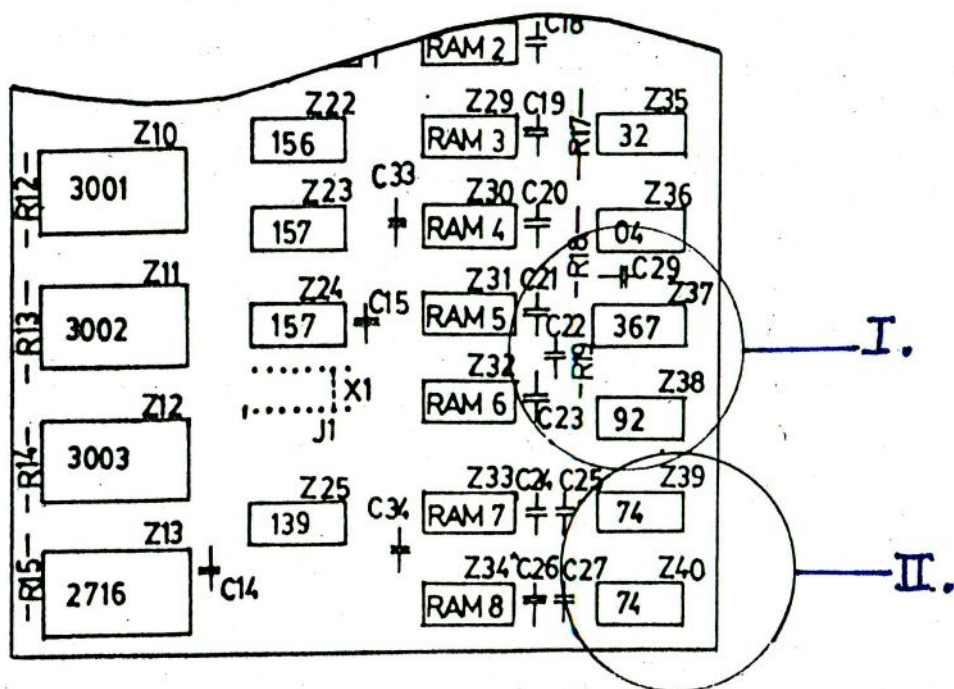 RAM 2 C18
Z10 Z22 Z29 C19 Z35
3001 156 RAM 3 R17 32
R12
Z23 C33 Z30 C20 Z36
157 RAM 4 R18 04
C29
Z11 Z24 C15 Z31 C21 Z37
3002 157 RAM 5 367
R13 C22 R19 I.
X1 Z32 Z38
J1 RAM 6 C23 92
Z12
3003
R14
Z25 C34 Z33 C24 C25 Z39
139 RAM 7 74
Z13 C14 Z34 C26 C27 Z40 II.
2716 RAM 8 74
R15